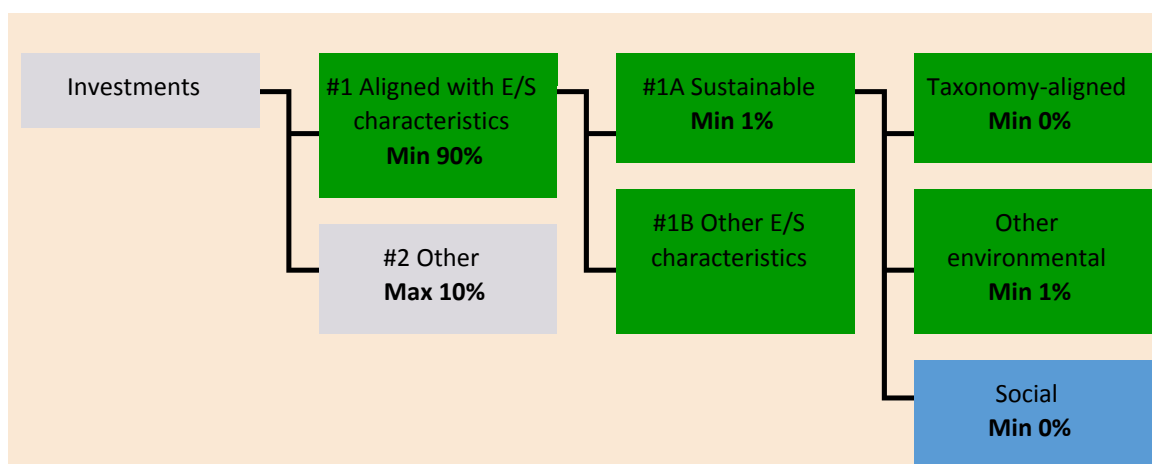 Investments
#1 Aligned with E/S
characteristics
Min 90%
#2 Other
Max 10%
#1A Sustainable
Min 1%
#1B Other E/S
characteristics
Taxonomy-aligned
Min 0%
Other
environmental
Min 1%
Social
Min 0%